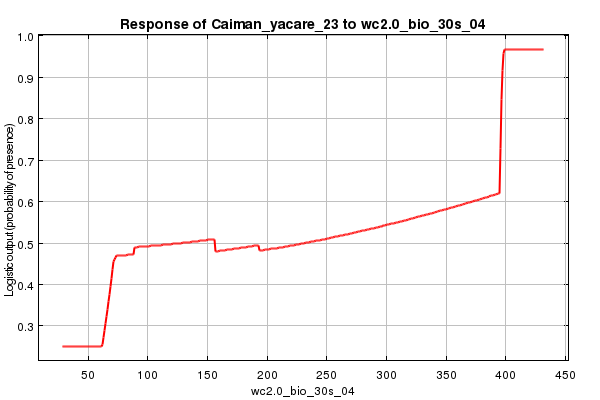 Response of Caiman_yacare_23 to wc2.0_bio_30s_04
Logistic output (probability of presence)
1.0
0.9
0.8
0.7
0.6
0.5
0.4
0.3
50 100 150 200 250 300 350 400 450
wc2.0_bio_30s_04